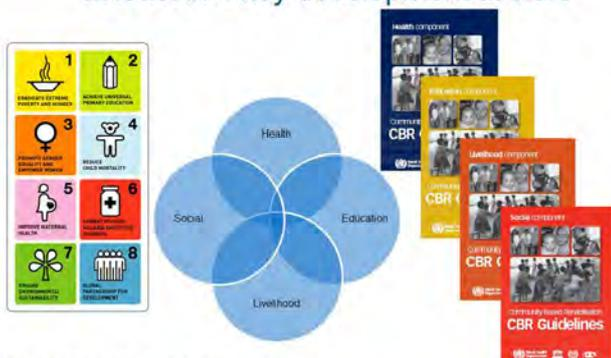 1
ERADICATE EXTREME
POVERTY AND HUNGER
2
ACHIEVE UNIVERSAL
PRIMARY EDUCATION
3
PROMOTE GENDER
EQUALITY AND
EMPOWER WOMEN
4
REDUCE
CHILD MORTALITY
5
IMPROVE MATERNAL
HEALTH
6
7
ENSURE
ENVIRONMENTAL
SUSTAINABILITY
8
GLOBAL
PARTNERSHIP FOR
DEVELOPMENT
Health
Social
Education
Livelihood
Health component
CBR G
Education component
CBR G
Livelihood component
CBR G
Social component
Community-Based Rehabilitation
CBR Guidelines